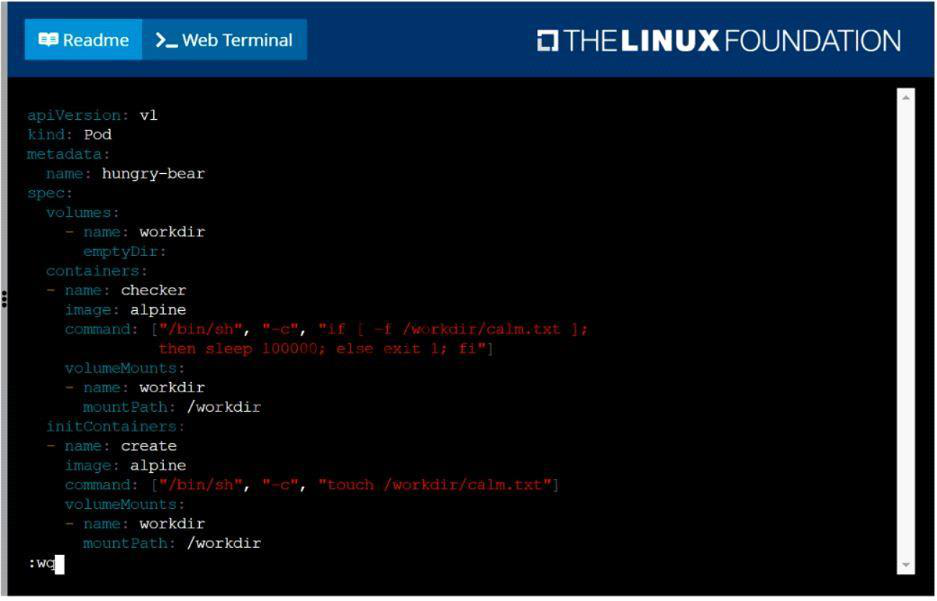 Readme
Web Terminal
THE LINUX FOUNDATION
apiVersion: v1
kind: Pod
metadata:
  name: hungry-bear
spec:
  volumes:
    - name: workdir
      emptyDir:
  containers:
  - name: checker
    image: alpine
    command: ["/bin/sh", "-c", "if [ -f /workdir/calm.txt ];
              then sleep 100000; else exit 1; fi"]
    volumeMounts:
    - name: workdir
      mountPath: /workdir
  initContainers:
  - name: create
    image: alpine
    command: ["/bin/sh", "-c", "touch /workdir/calm.txt"]
    volumeMounts:
    - name: workdir
      mountPath: /workdir
:wq